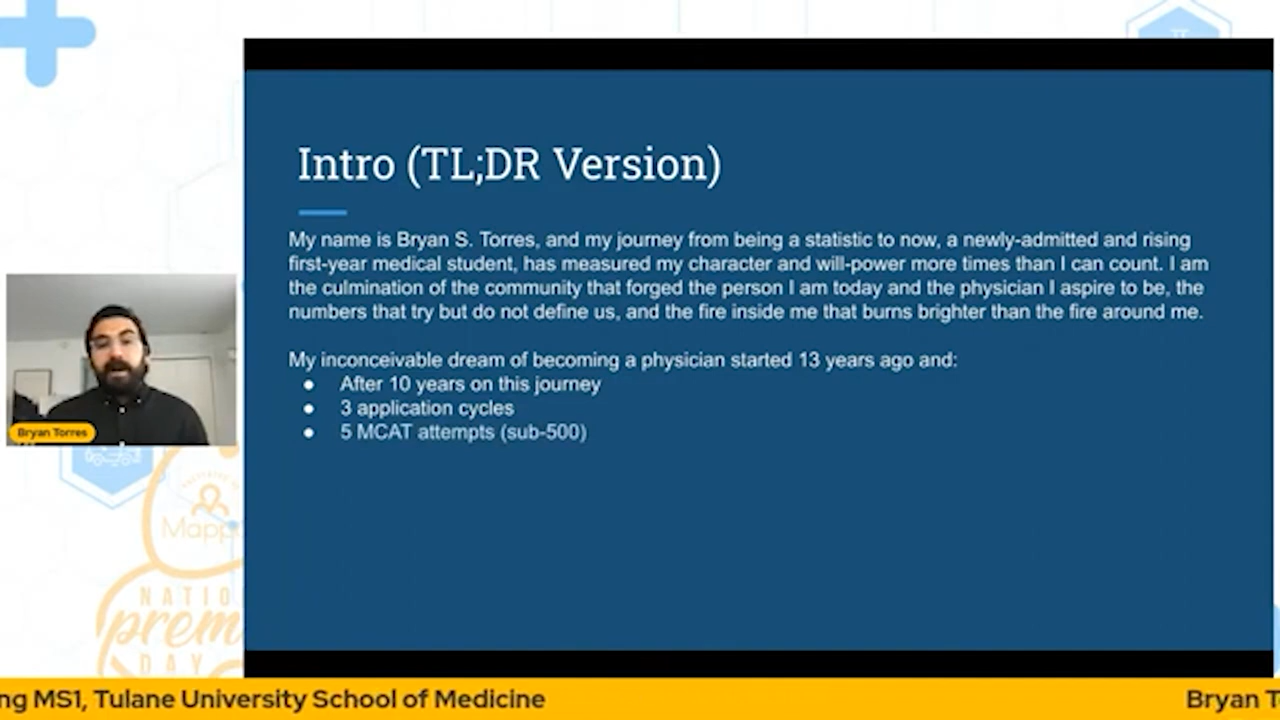 Intro (TL;DR Version)
My name is Bryan S. Torres, and my journey from being a statistic to now, a newly-admitted and rising
first-year medical student, has measured my character and will-power more times than I can count. I am
the culmination of the community that forged the person I am today and the physician I aspire to be, the
numbers that try but do not define us, and the fire inside me that burns brighter than the fire around me.
My inconceivable dream of becoming a physician started 13 years ago and:
● After 10 years on this journey
● 3 application cycles
● 5 MCAT attempts (sub-500)
Bryan Torres
Mapp
NATIO
prem
DAY
ng MS1, Tulane University School of Medicine
Bryan T